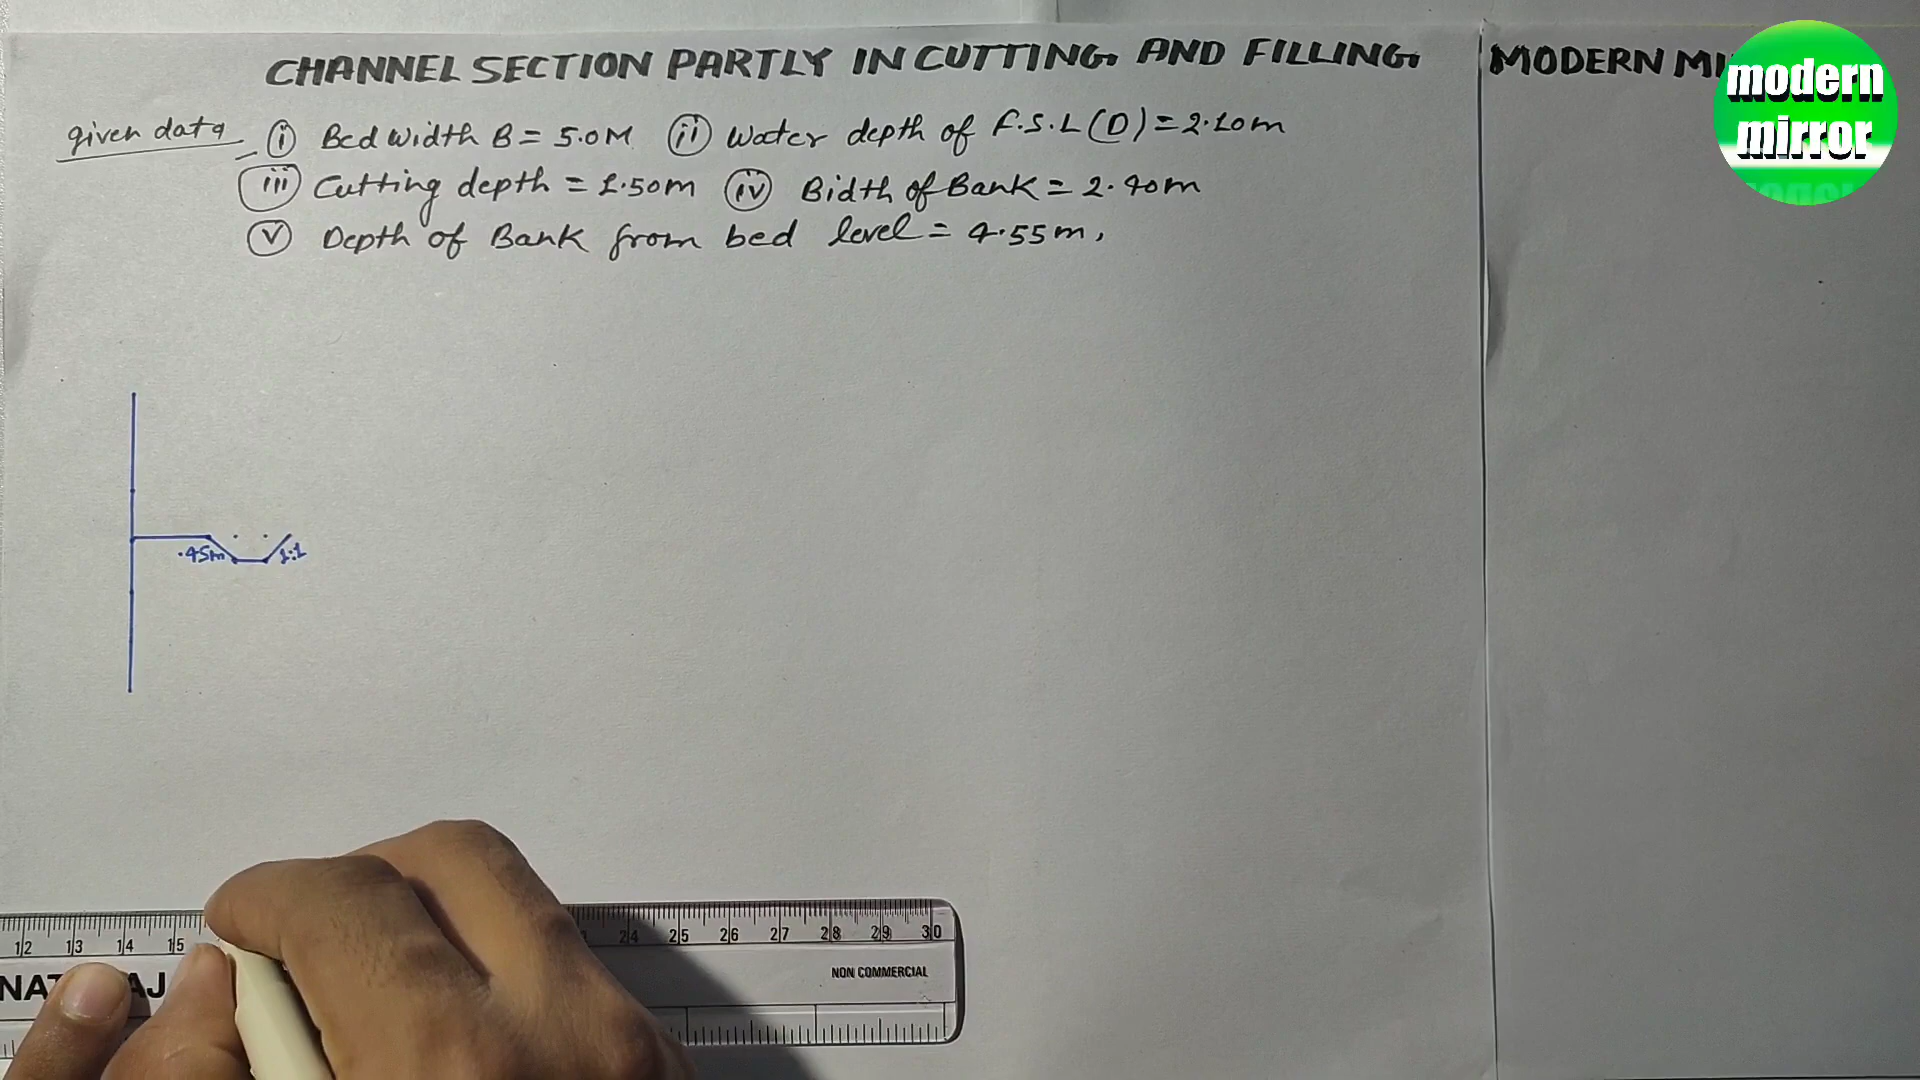 CHANNEL SECTION PARTLY IN CUTTING. AND FILLING. MODERN MI
modern
mirror
given data (i) Bed width B = 5.0M (ii) Water depth of F.S.L (D) = 2.10m
(iii) Cutting depth = 1.50m (iv) Bidth of Bank = 2.40m
(v) Depth of Bank from bed level = 4.55m,
.45m 1:1
12 13 14 15 24 25 26 27 28 29 30
NON COMMERCIAL